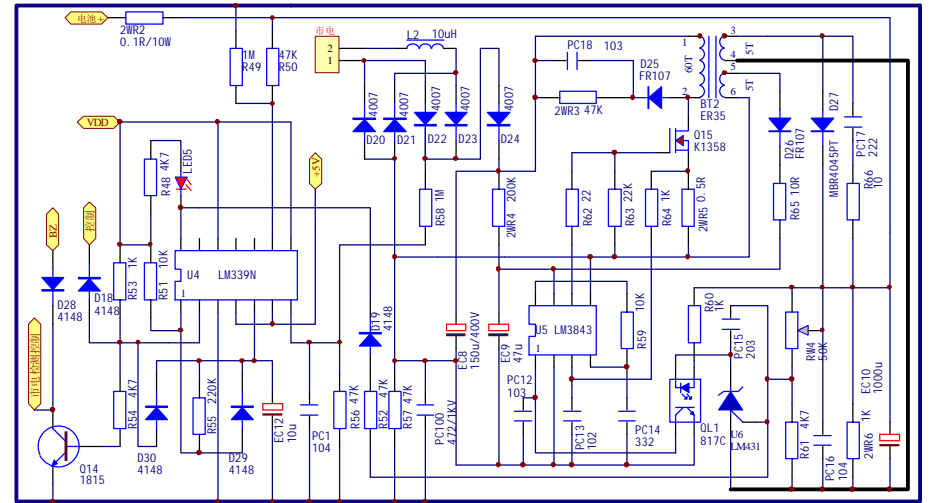 电池+
2WR2
0.1R/10W
1M
R49
47K
R50
市电
2
1
L2 10uH
PC18 103
D25
FR107
1
2
60T
3
4
5
6
5T
5T
BT2
ER35
2WR3 47K
VDD
4007
4007
4007
4007
4007
D20
D21
D22
D23
D24
Q15
K1358
D26
FR107
D27
MBR4045PT
PC17
222
R66
10
R65 10R
R48 4K7
LED5
+5V
R58 1M
2WR4 200K
R62 22
R63 22K
R64 1K
2WR5 0.5R
BZ
控制
R53 1K
R51 10K
U4 LM339N
1
D28
4148
D18
4148
D19
4148
EC8
150u/400V
EC9
47u
U5 LM3843
1
R59 10K
R60
1K
PC15
203
RW4
50K
EC10
1000u
市电检测控制
R54 4K7
R55 220K
D30
4148
D29
4148
EC12
10u
PC1
104
R56 47K
R52 47K
R57 47K
PC100
472/1KV
PC12
103
PC13
102
PC14
332
QL1
817C
U6
LM431
R61 4K7
PC16
104
2WR6 1K
Q14
1815